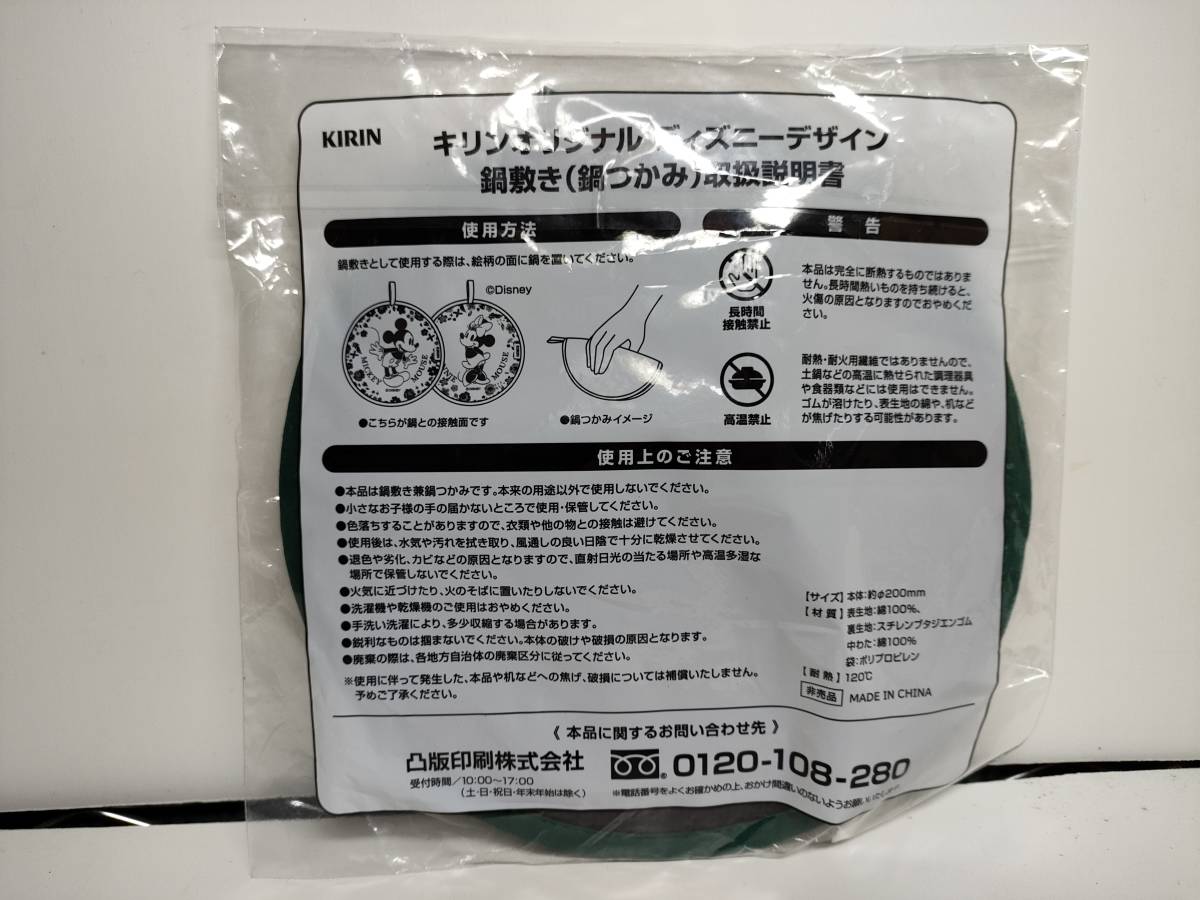 KIRIN
キリンオリジナル ディズニーデザイン
鍋敷き(鍋つかみ)取扱説明書
使用方法
鍋敷きとして使用する際は、絵柄の面に鍋を置いてください。
©Disney
MICKEY MOUSE
MOUSE
●こちらが鍋との接触面です
●鍋つかみイメージ
警 告
長時間
接触禁止
本品は完全に断熱するものではありま
せん。長時間熱いものを持ち続けると、
火傷の原因となりますのでおやめくだ
さい。
高温禁止
耐熱・耐火用繊維ではありませんので、
土鍋などの高温に熱せられた調理器具
や食器類などには使用はできません。
ゴムが溶けたり、表生地の綿や、机など
が焦げたりする可能性があります。
使用上のご注意
●本品は鍋敷き兼鍋つかみです。本来の用途以外で使用しないでください。
●小さなお子様の手の届かないところで使用・保管してください。
●色落ちすることがありますので、衣類や他の物との接触は避けてください。
●使用後は、水気や汚れを拭き取り、風通しの良い日陰で十分に乾燥させてください。
●退色や劣化、カビなどの原因となりますので、直射日光の当たる場所や高温多湿な
場所で保管しないでください。
●火気に近づけたり、火のそばに置いたりしないでください。
●洗濯機や乾燥機のご使用はおやめください。
●手洗い洗濯により、多少収縮する場合があります。
●鋭利なものは掴まないでください。本体の破けや破損の原因となります。
●廃棄の際は、各地方自治体の廃棄区分に従ってください。
※使用に伴って発生した、本品や机などへの焦げ、破損については補償いたしません。
予めご了承ください。
【サイズ】本体:約φ200mm
【材質】表生地:綿100%、
裏生地:スチレンブタジエンゴム
中わた:綿100%
袋:ポリプロピレン
【耐熱】120℃
非売品 MADE IN CHINA
《 本品に関するお問い合わせ先 》
凸版印刷株式会社
受付時間/10:00~17:00
(土・日・祝日・年末年始は除く)
0120-108-280
※電話番号をよくお確かめの上、おかけ間違いのないようお願いいたします